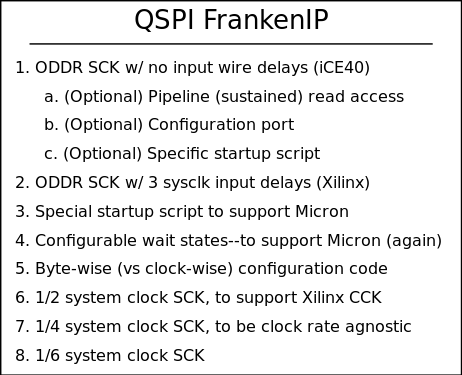 QSPI FrankenIP
1. ODDR SCK w/ no input wire delays (iCE40)
a. (Optional) Pipeline (sustained) read access
b. (Optional) Configuration port
c. (Optional) Specific startup script
2. ODDR SCK w/ 3 sysclk input delays (Xilinx)
3. Special startup script to support Micron
4. Configurable wait states--to support Micron (again)
5. Byte-wise (vs clock-wise) configuration code
6. 1/2 system clock SCK, to support Xilinx CCK
7. 1/4 system clock SCK, to be clock rate agnostic
8. 1/6 system clock SCK